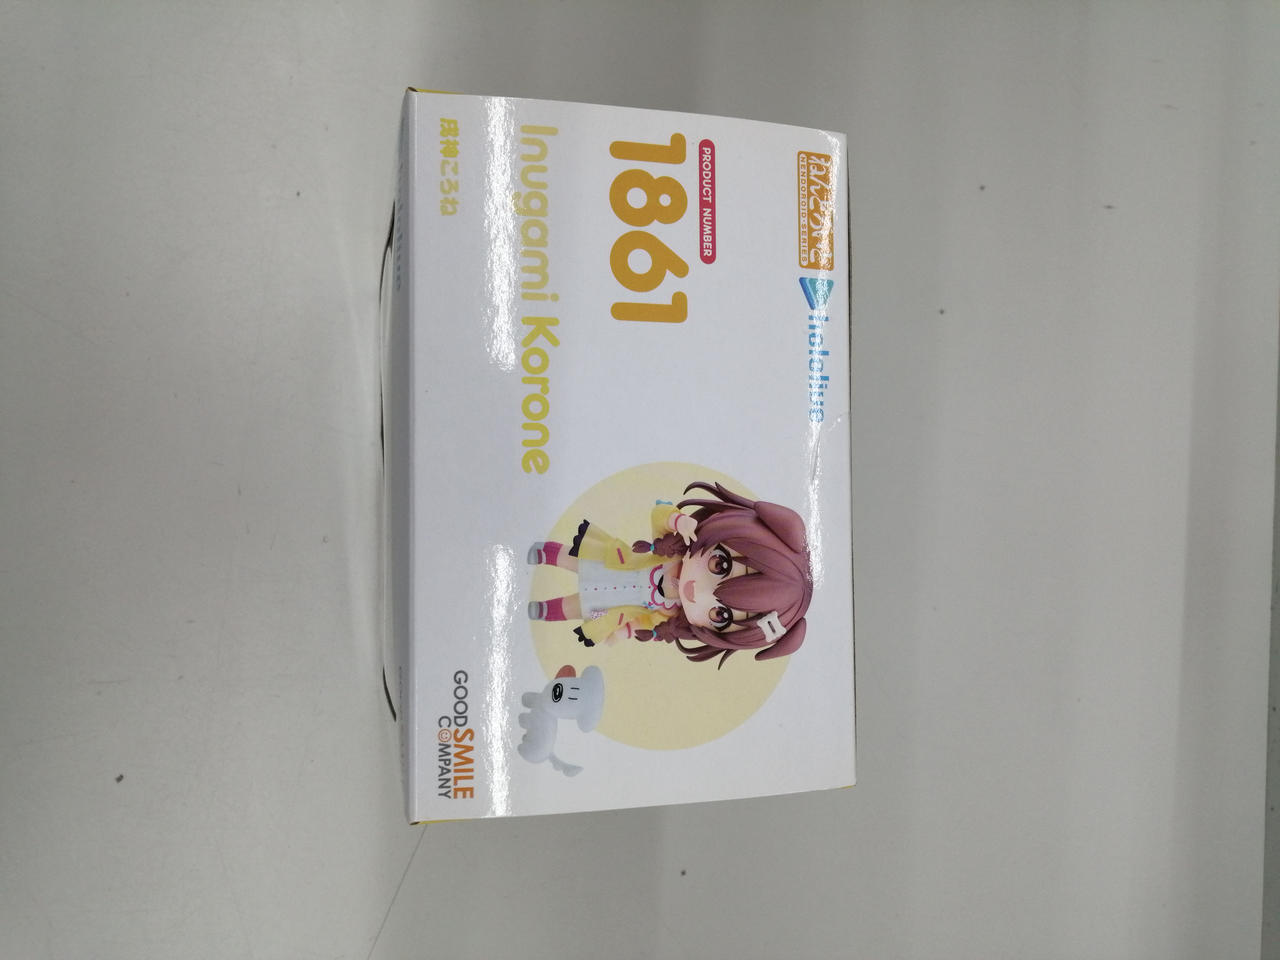 ねんどろいど
NENDOROID·SERIES
hololive
PRODUCT NUMBER
1861
Inugami Korone
戌神ころね
GOOD SMILE
COMPANY